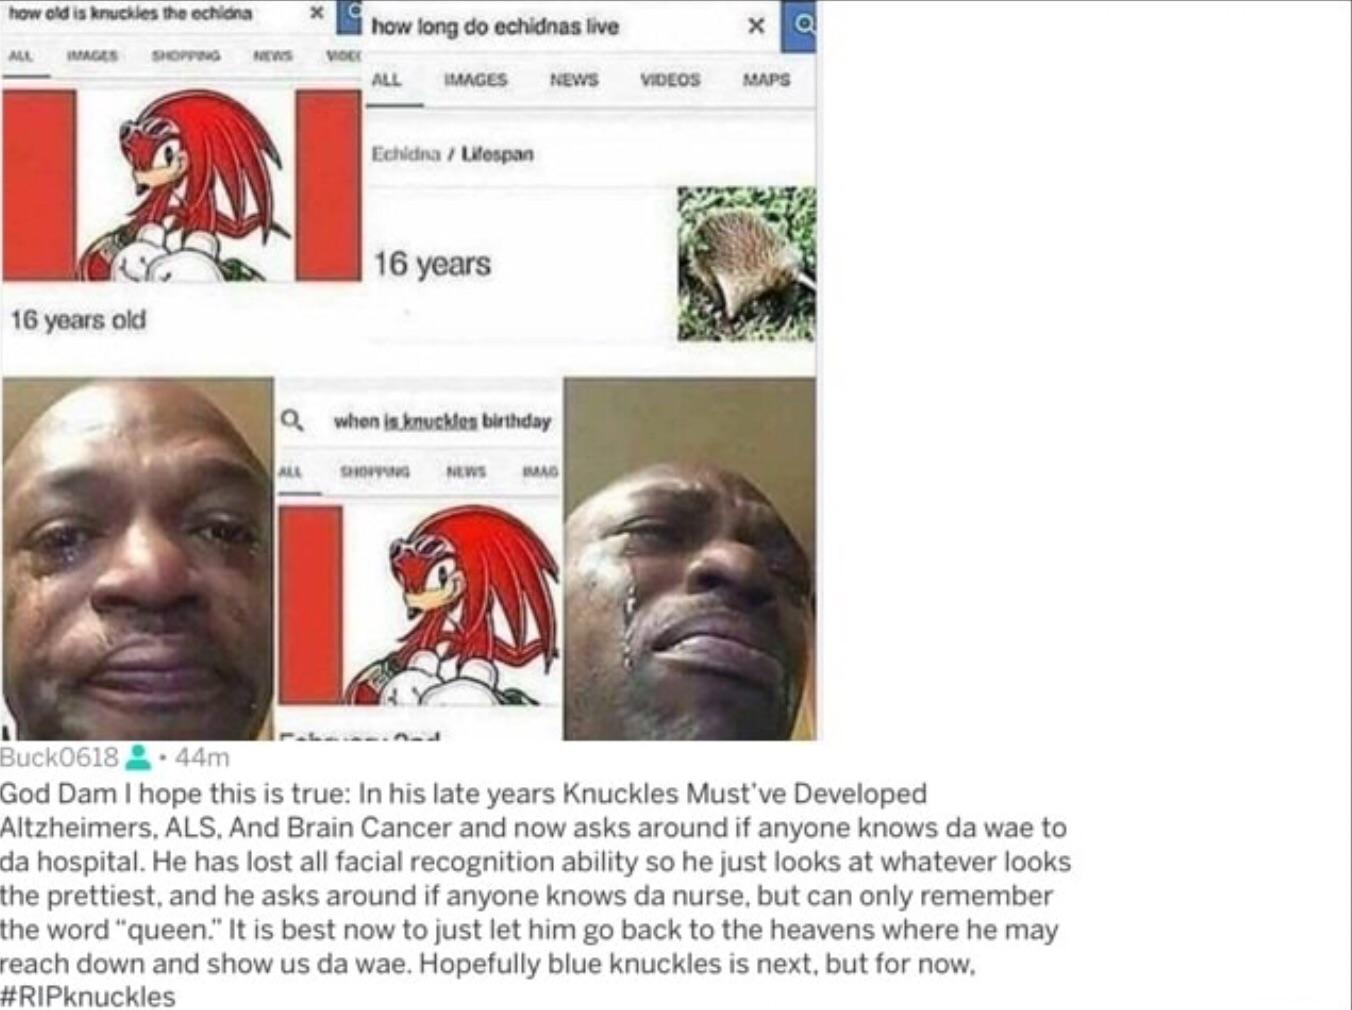 how old is knuckles the echidna
ALL IMAGES SHOPPING NEWS VIDEO
16 years old
how long do echidnas live
ALL IMAGES NEWS VIDEOS MAPS
Echidna / Lifespan
16 years
when is knuckles birthday
ALL SHOPPING NEWS IMAG
February 2nd
Buck0618 • 44m
God Dam I hope this is true: In his late years Knuckles Must've Developed
Altzheimers, ALS, And Brain Cancer and now asks around if anyone knows da wae to
da hospital. He has lost all facial recognition ability so he just looks at whatever looks
the prettiest, and he asks around if anyone knows da nurse, but can only remember
the word “queen.” It is best now to just let him go back to the heavens where he may
reach down and show us da wae. Hopefully blue knuckles is next, but for now,
#RIPknuckles